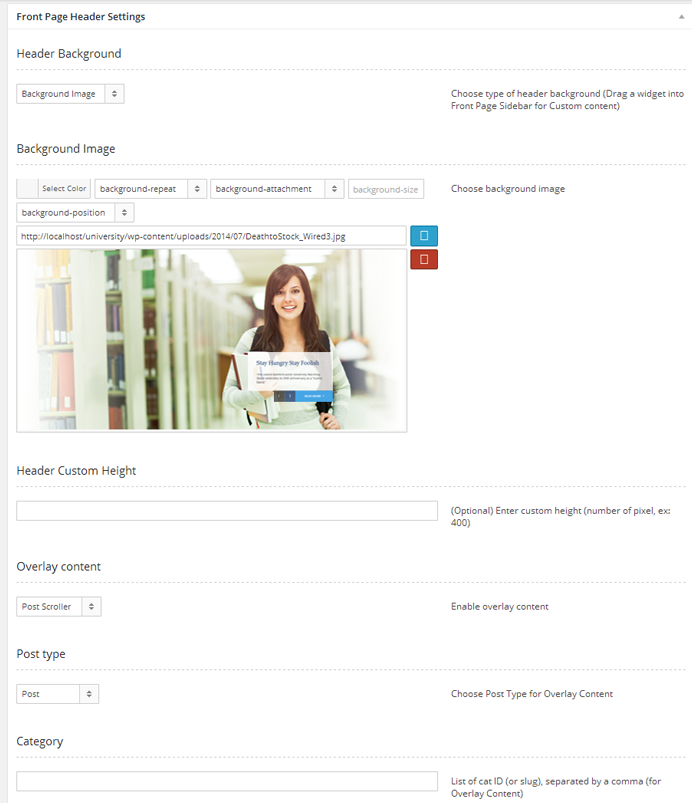 Front Page Header Settings
Header Background
Background Image
Choose type of header background (Drag a widget into
Front Page Sidebar for Custom content)
Background Image
Select Color
background-repeat
background-attachment
background-size
Choose background image
background-position
http://localhost/university/wp-content/uploads/2014/07/DeathtoStock_Wired3.jpg
Stay Hungry Stay Foolish
Header Custom Height
(Optional) Enter custom height (number of pixel, ex:
400)
Overlay content
Post Scroller
Enable overlay content
Post type
Post
Choose Post Type for Overlay Content
Category
List of cat ID (or slug), separated by a comma (for
Overlay Content)